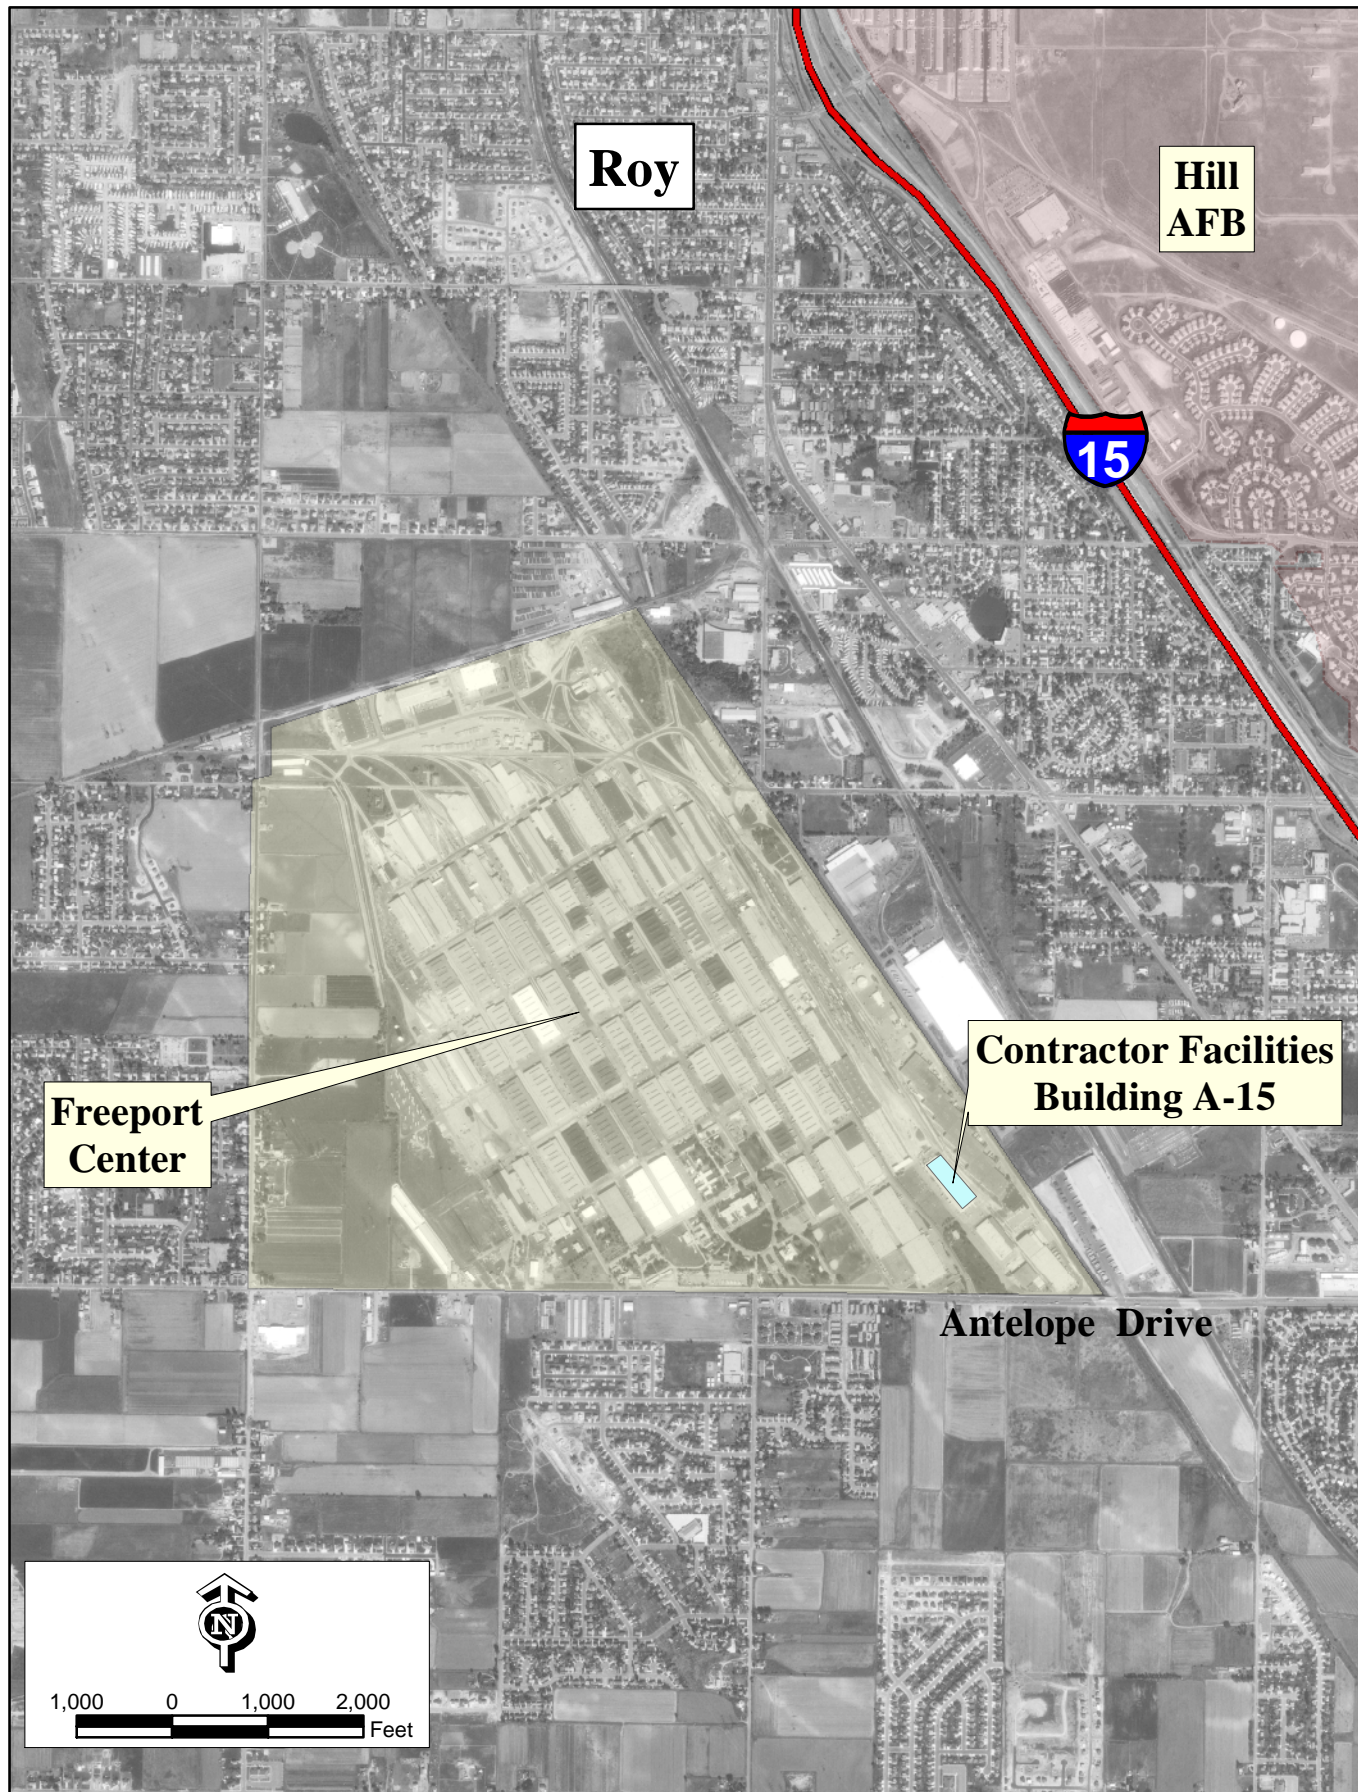 Roy
Hill
AFB
15
Contractor Facilities
Building A-15
Freeport
Center
Antelope Drive
N
1,000 0 1,000 2,000
Feet